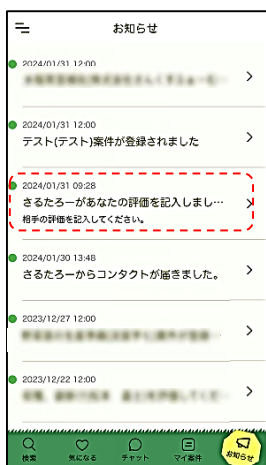 お知らせ
2024/01/31 12:00
2024/01/31 12:00
テスト(テスト)案件が登録されました
2024/01/31 09:28
さるたろーがあなたの評価を記入しまし…
相手の評価を記入してください。
2024/01/30 13:48
さるたろーからコンタクトが届きました。
2023/12/27 12:00
2023/12/22 12:00
検索 気になる チャット マイ案件 お知らせ